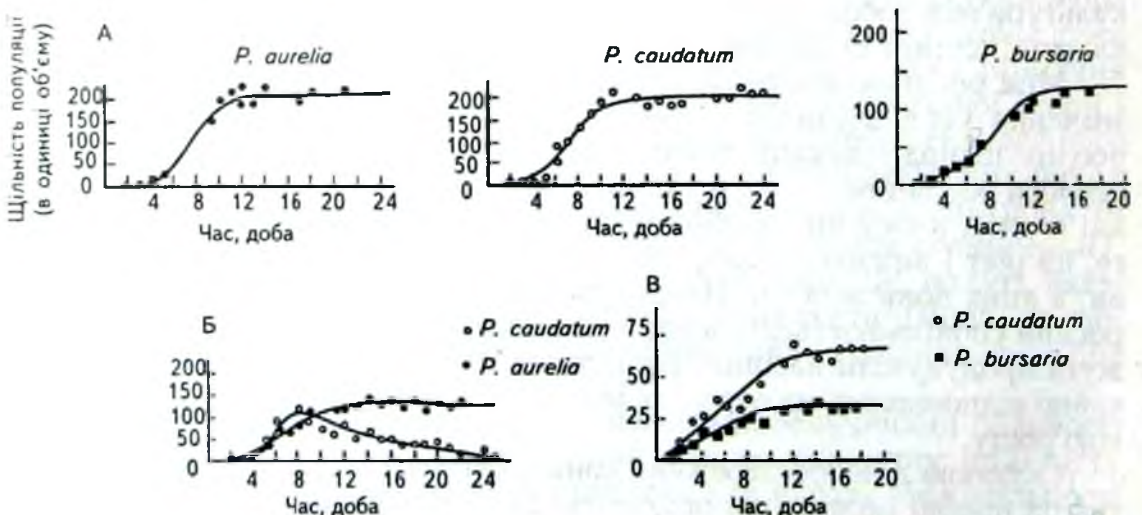 Щільність популяції
(в одиниці об'єму)
А
P. aurelia
200
150
100
50
0
4 8 12 16 20 24
Час, доба
P. caudatum
200
150
100
50
0
4 8 12 16 20 24
Час, доба
P. bursaria
200
100
0
4 8 12 16 20
Час, доба
Б
P. caudatum
P. aurelia
200
150
100
50
0
4 8 12 16 20 24
Час, доба
В
P. caudatum
P. bursaria
75
50
25
0
4 8 12 16 20
Час, доба